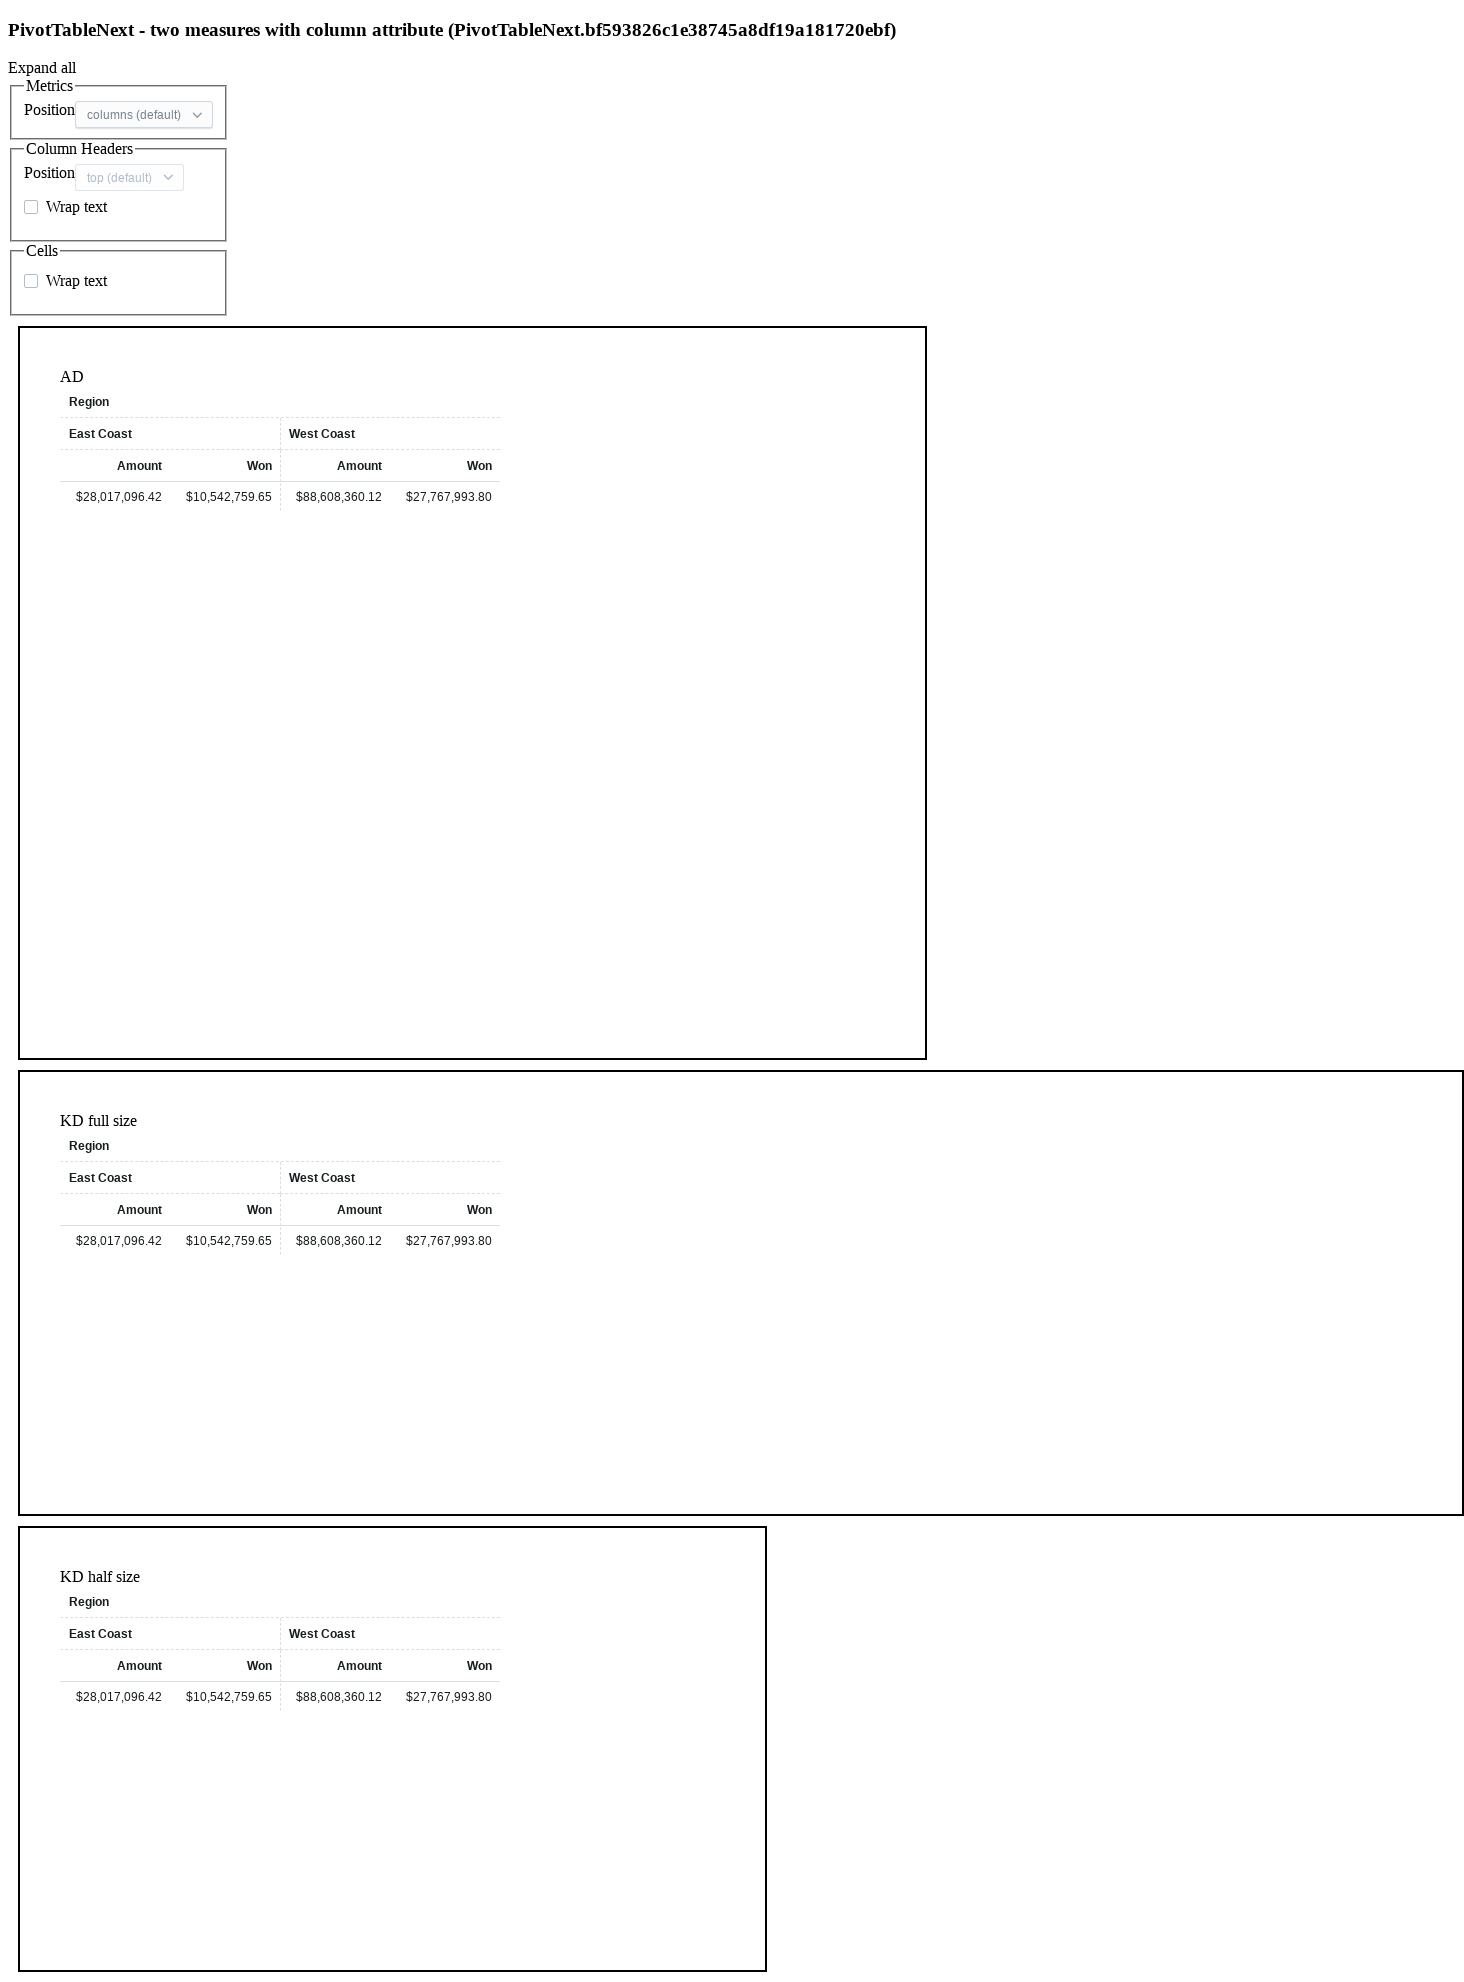 PivotTableNext - two measures with column attribute (PivotTableNext.bf593826c1e38745a8df19a181720ebf)
Expand all
Metrics
Position columns (default)
Column Headers
Position top (default)
Wrap text
Cells
Wrap text
AD
Region
East Coast West Coast
Amount Won Amount Won
$28,017,096.42 $10,542,759.65 $88,608,360.12 $27,767,993.80
KD full size
Region
East Coast West Coast
Amount Won Amount Won
$28,017,096.42 $10,542,759.65 $88,608,360.12 $27,767,993.80
KD half size
Region
East Coast West Coast
Amount Won Amount Won
$28,017,096.42 $10,542,759.65 $88,608,360.12 $27,767,993.80